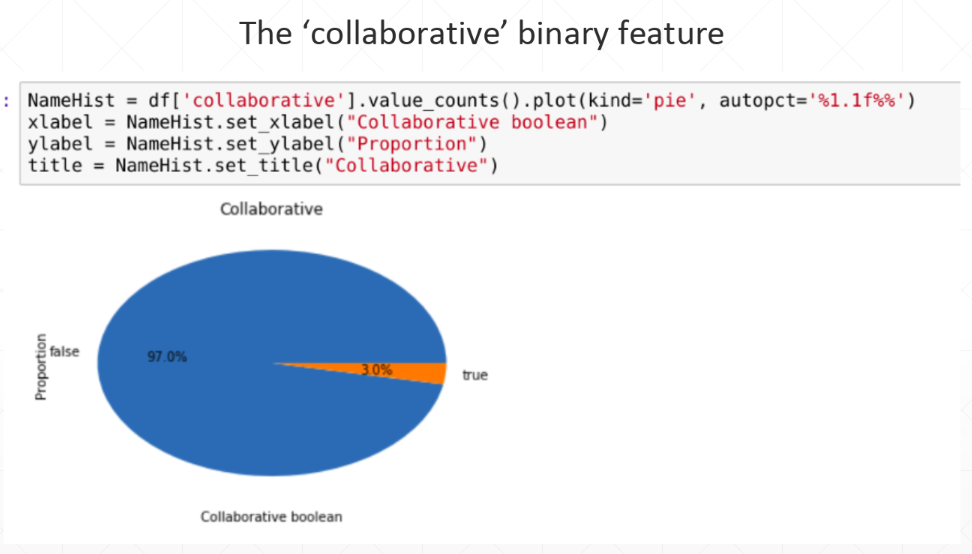 The ‘collaborative’ binary feature
: NameHist = df['collaborative'].value_counts().plot(kind='pie', autopct='%1.1f%%')
xlabel = NameHist.set_xlabel("Collaborative boolean")
ylabel = NameHist.set_ylabel("Proportion")
title = NameHist.set_title("Collaborative")
Collaborative
Proportion
false
97.0%
3.0%
true
Collaborative boolean